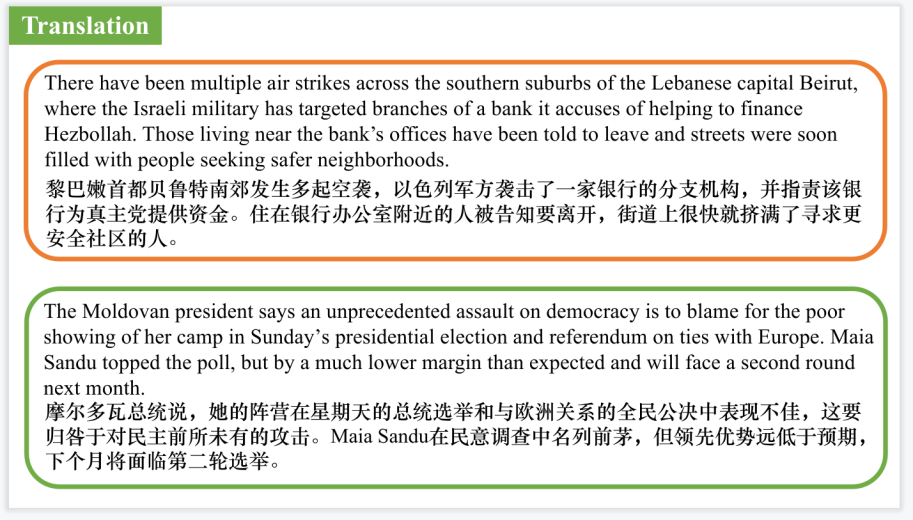 Translation
There have been multiple air strikes across the southern suburbs of the Lebanese capital Beirut,
where the Israeli military has targeted branches of a bank it accuses of helping to finance
Hezbollah. Those living near the bank’s offices have been told to leave and streets were soon
filled with people seeking safer neighborhoods.
黎巴嫩首都贝鲁特南郊发生多起空袭，以色列军方袭击了一家银行的分支机构，并指责该银
行为真主党提供资金。住在银行办公室附近的人被告知要离开，街道上很快就挤满了寻求更
安全社区的人。
The Moldovan president says an unprecedented assault on democracy is to blame for the poor
showing of her camp in Sunday’s presidential election and referendum on ties with Europe. Maia
Sandu topped the poll, but by a much lower margin than expected and will face a second round
next month.
摩尔多瓦总统说，她的阵营在星期天的总统选举和与欧洲关系的全民公决中表现不佳，这要
归咎于对民主前所未有的攻击。Maia Sandu在民意调查中名列前茅，但领先优势远低于预期，
下个月将面临第二轮选举。